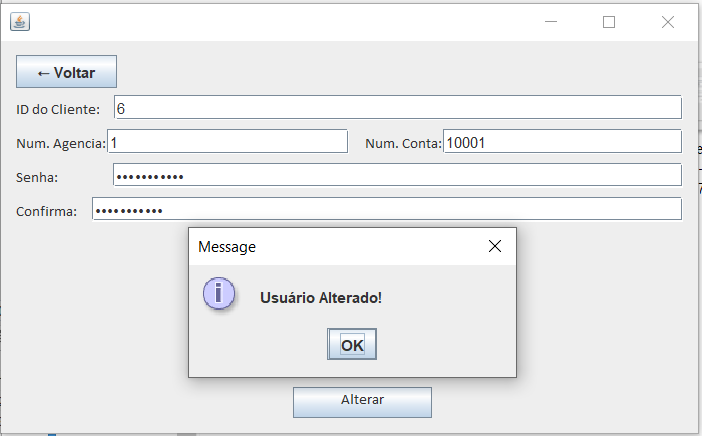 ← Voltar
ID do Cliente: 6
Num. Agencia: 1 Num. Conta: 10001
Senha: •••••••••••
Confirma: •••••••••••
Message
Usuário Alterado!
OK
Alterar